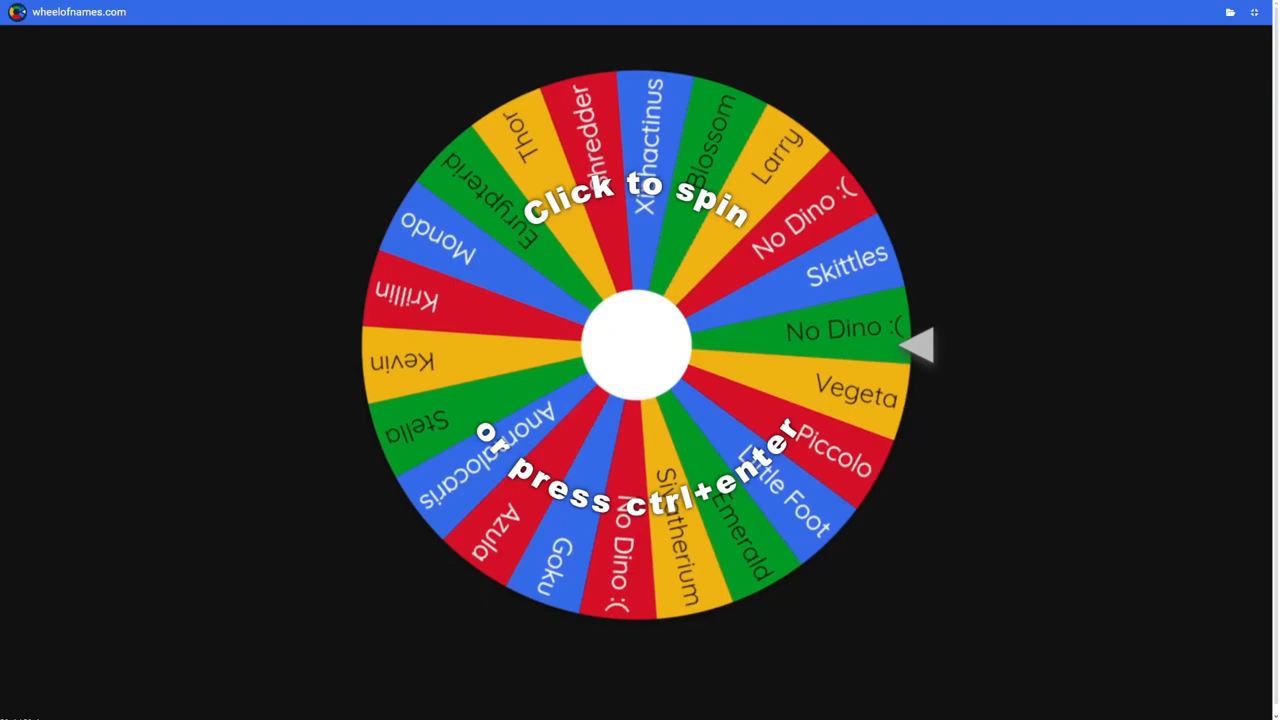 wheelofnames.com
Click to spin
or press ctrl+enter
Shredder
Xiphactinus
Blossom
Larry
No Dino :(
Skittles
No Dino :(
Vegeta
Piccolo
Little Foot
Emerald
Sivatherium
No Dino :(
Goku
Azula
Anomalocaris
Stella
Kevin
Krillin
Mondo
Eurypterid
Thor